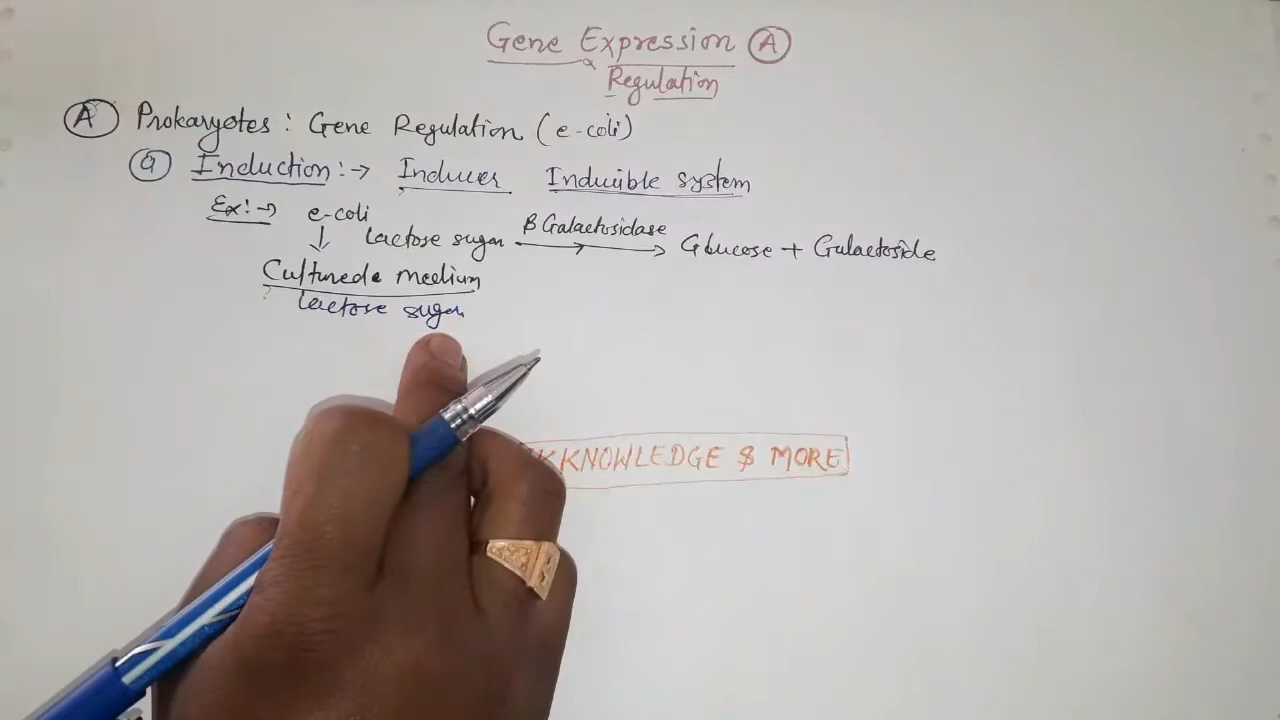 Gene Expression A
Regulation
A Prokaryotes : Gene Regulation (e-coli)
a Induction :→ Inducer Inducible system
Ex:→ e-coli
↓ Lactose sugar β Galactosidase → Glucose + Galactoside
Cultured medium
Lactose sugar
KNOWLEDGE & MORE